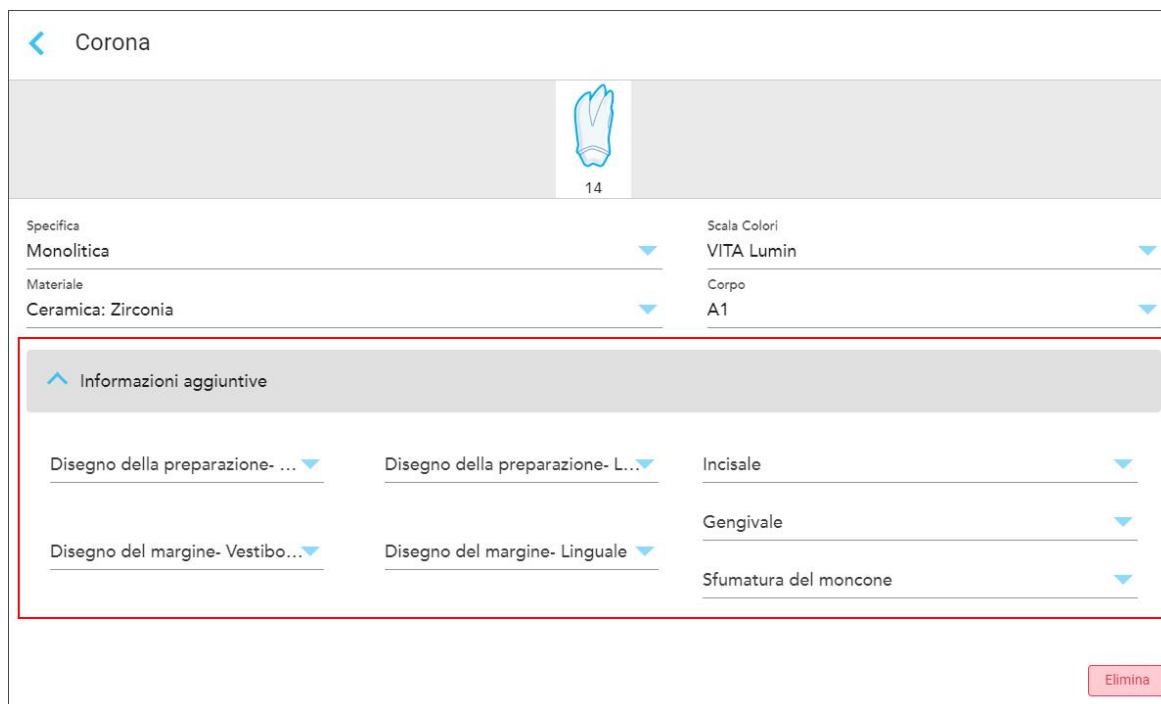 Corona
14
Specifica
Monolitica
Scala Colori
VITA Lumin
Materiale
Ceramica: Zirconia
Corpo
A1
Informazioni aggiuntive
Disegno della preparazione- ...
Disegno della preparazione- L...
Incisale
Gengivale
Disegno del margine- Vestibo...
Disegno del margine- Linguale
Sfumatura del moncone
Elimina